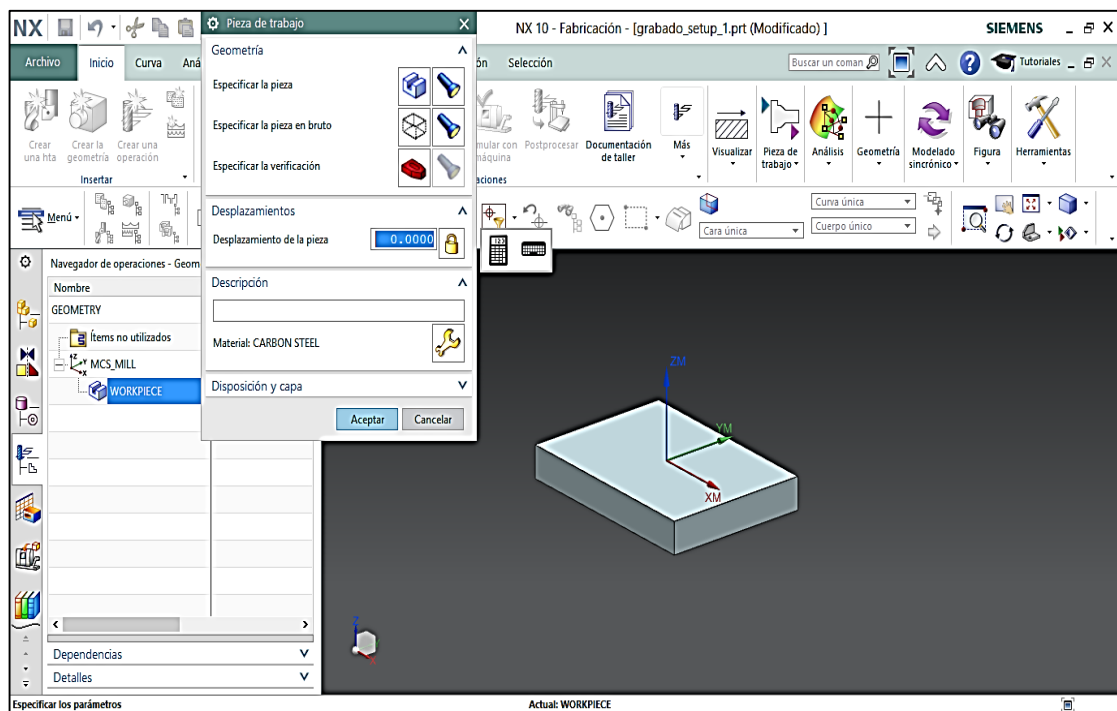 NX
Pieza de trabajo
NX 10 - Fabricación - [grabado_setup_1.prt (Modificado) ]
SIEMENS
Archivo
Inicio
Curva
Aná
ón
Selección
Buscar un coman
Tutoriales
Geometría
Especificar la pieza
Especificar la pieza en bruto
Especificar la verificación
Desplazamientos
Desplazamiento de la pieza
0.0000
Descripción
Material: CARBON STEEL
Disposición y capa
Aceptar
Cancelar
Crear una hta
Crear la geometría
Crear una operación
Insertar
mular con máquina
Postprocesar
Documentación de taller
Más
Visualizar
Pieza de trabajo
Análisis
Geometría
Modelado sincrónico
Figura
Herramientas
aciones
Menú
Cara única
Curva única
Cuerpo único
123
Navegador de operaciones - Geom
Nombre
GEOMETRY
Ítems no utilizados
MCS_MILL
WORKPIECE
Dependencias
Detalles
ZM
YM
XM
Z
X
Especificar los parámetros
Actual: WORKPIECE